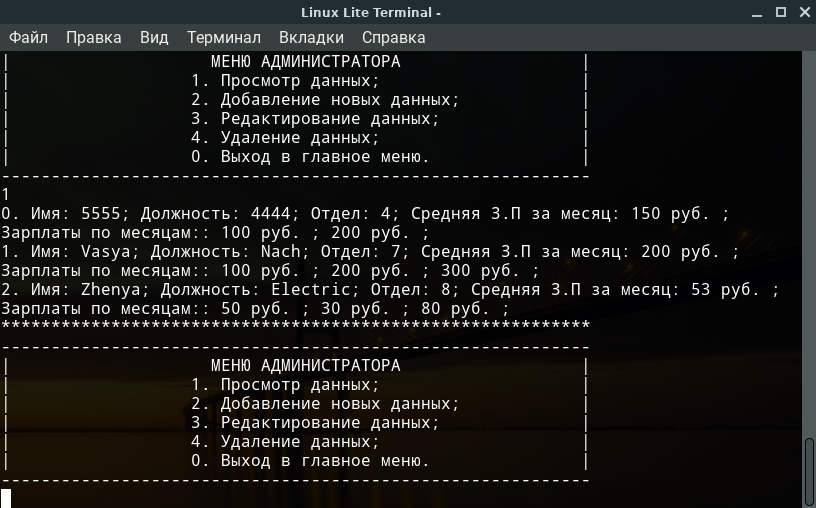 Linux Lite Terminal -
Файл Правка Вид Терминал Вкладки Справка
| МЕНЮ АДМИНИСТРАТОРА |
| 1. Просмотр данных; |
| 2. Добавление новых данных; |
| 3. Редактирование данных; |
| 4. Удаление данных; |
| 0. Выход в главное меню. |
-----------------------------------------------------------
1
0. Имя: 5555; Должность: 4444; Отдел: 4; Средняя З.П за месяц: 150 руб. ;
Зарплаты по месяцам:: 100 руб. ; 200 руб. ;
1. Имя: Vasya; Должность: Nach; Отдел: 7; Средняя З.П за месяц: 200 руб. ;
Зарплаты по месяцам:: 100 руб. ; 200 руб. ; 300 руб. ;
2. Имя: Zhenya; Должность: Electric; Отдел: 8; Средняя З.П за месяц: 53 руб. ;
Зарплаты по месяцам:: 50 руб. ; 30 руб. ; 80 руб. ;
***********************************************************
-----------------------------------------------------------
| МЕНЮ АДМИНИСТРАТОРА |
| 1. Просмотр данных; |
| 2. Добавление новых данных; |
| 3. Редактирование данных; |
| 4. Удаление данных; |
| 0. Выход в главное меню. |
-----------------------------------------------------------